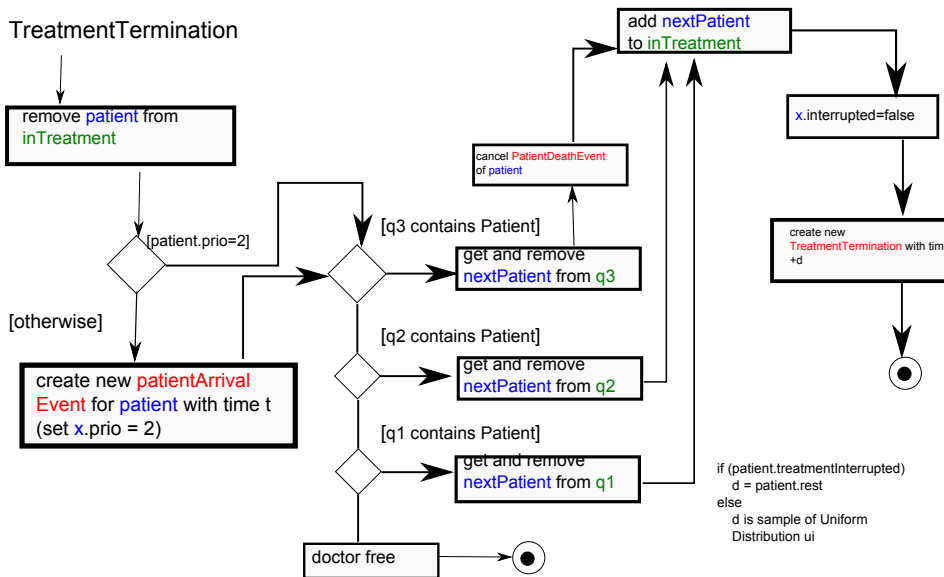 TreatmentTermination
remove patient from
inTreatment
[patient.prio=2]
[otherwise]
create new patientArrival
Event for patient with time t
(set x.prio = 2)
[q3 contains Patient]
get and remove
nextPatient from q3
[q2 contains Patient]
get and remove
nextPatient from q2
[q1 contains Patient]
get and remove
nextPatient from q1
doctor free
cancel PatientDeathEvent
of patient
add nextPatient
to inTreatment
x.interrupted=false
create new
TreatmentTermination with time
+d
if (patient.treatmentInterrupted)
d = patient.rest
else
d is sample of Uniform
Distribution ui